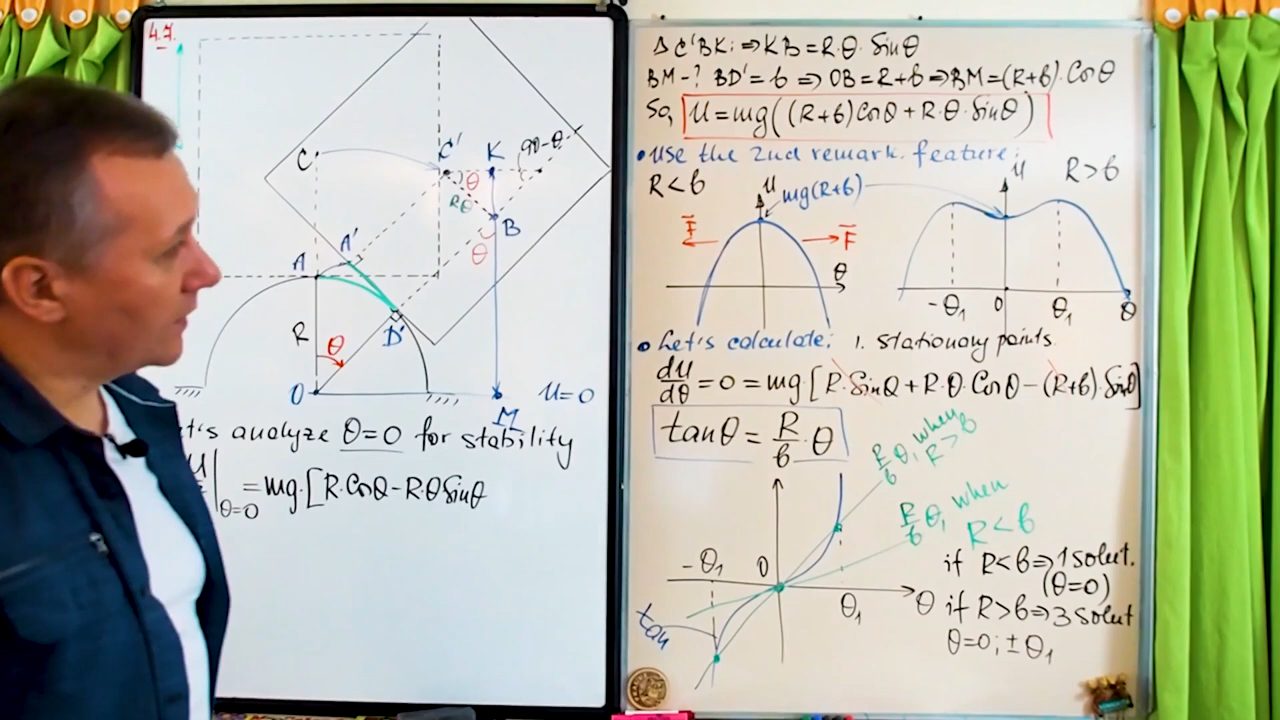 4.7.
C
C'
K
90-θ
θ
Rθ
B
θ
A
A'
R
θ
D'
O
M
U=0
t's analyze θ=0 for stability
U|θ=0 =mg·[R·Cosθ-R·θSinθ
Δ C'BK: ⇒ KB=R·θ·Sinθ
BM-? BD'=b ⇒ OB=R+b ⇒ BM=(R+b)·Cosθ
So, U=mg((R+b)Cosθ+R·θ·Sinθ)
• Use the 2nd remark. feature:
R<b
U
mg(R+b)
U
R>b
F
F
θ
-θ1
0
θ1
θ
• Let's calculate: 1. Stationary points.
dU/dθ=0=mg·[R·Sinθ+R·θ·Cosθ-(R+b)·Sinθ]
tanθ=R/b·θ
R/b θ, when R>b
R/b θ, when R<b
-θ1
0
θ1
θ
tan
if R<b⇒1 solut.
(θ=0)
if R>b⇒3 solut
θ=0; ±θ1